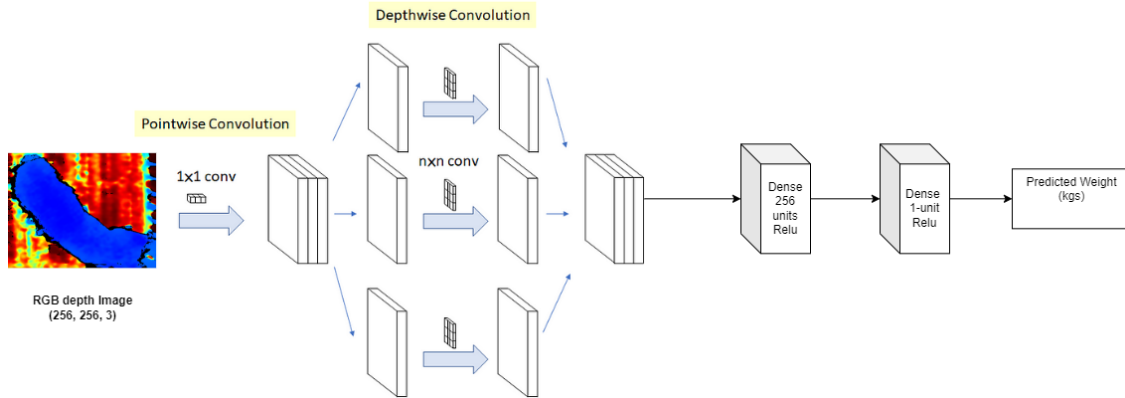 Depthwise Convolution
Pointwise Convolution
1x1 conv
nxn conv
RGB depth Image
(256, 256, 3)
Dense
256
units
Relu
Dense
1-unit
Relu
Predicted Weight
(kgs)